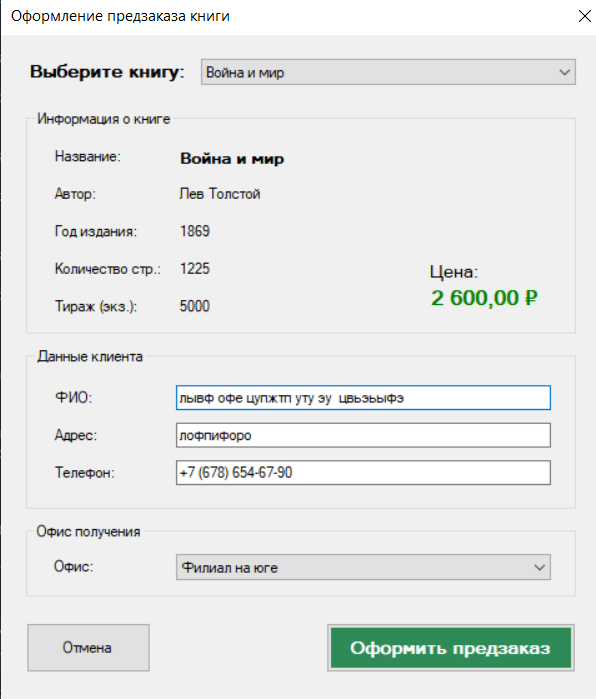 Оформление предзаказа книги
Выберите книгу: Война и мир
Информация о книге
Название: Война и мир
Автор: Лев Толстой
Год издания: 1869
Количество стр.: 1225
Тираж (экз.): 5000
Цена:
2 600,00 ₽
Данные клиента
ФИО: лывф офе цупжтп уту эу  цвьэьыфэ
Адрес: лофпифоро
Телефон: +7 (678) 654-67-90
Офис получения
Офис: Филиал на юге
Отмена Оформить предзаказ